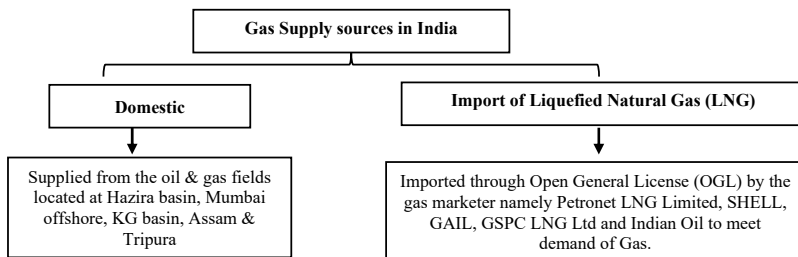 Gas Supply sources in India
Domestic
Import of Liquefied Natural Gas (LNG)
Supplied from the oil & gas fields
located at Hazira basin, Mumbai
offshore, KG basin, Assam &
Tripura
Imported through Open General License (OGL) by the
gas marketer namely Petronet LNG Limited, SHELL,
GAIL, GSPC LNG Ltd and Indian Oil to meet
demand of Gas.